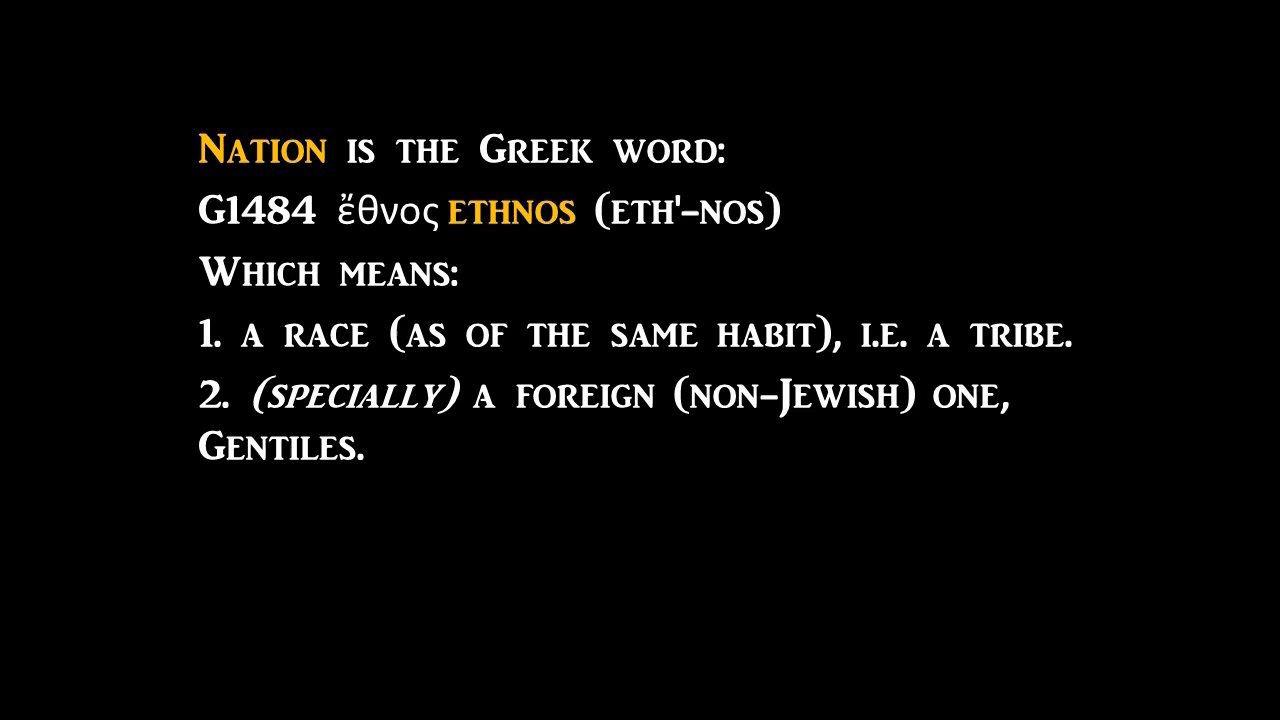 Nation is the Greek word:
G1484 ἔθνος ethnos (eth'-nos)
Which means:
1. a race (as of the same habit), i.e. a tribe.
2. (specially) a foreign (non-Jewish) one,
Gentiles.